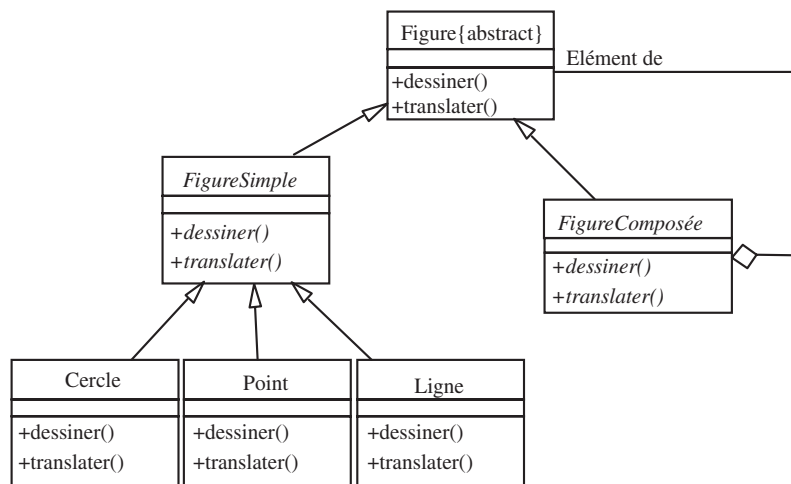 Figure{abstract}
+dessiner()
+translater()
Elément de
FigureSimple
+dessiner()
+translater()
FigureComposée
+dessiner()
+translater()
Cercle
+dessiner()
+translater()
Point
+dessiner()
+translater()
Ligne
+dessiner()
+translater()